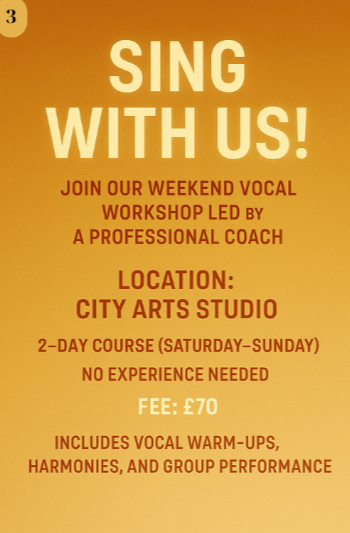 3
SING
WITH US!
JOIN OUR WEEKEND VOCAL
WORKSHOP LED BY
A PROFESSIONAL COACH
LOCATION:
CITY ARTS STUDIO
2–DAY COURSE (SATURDAY–SUNDAY)
NO EXPERIENCE NEEDED
FEE: £70
INCLUDES VOCAL WARM-UPS,
HARMONIES, AND GROUP PERFORMANCE